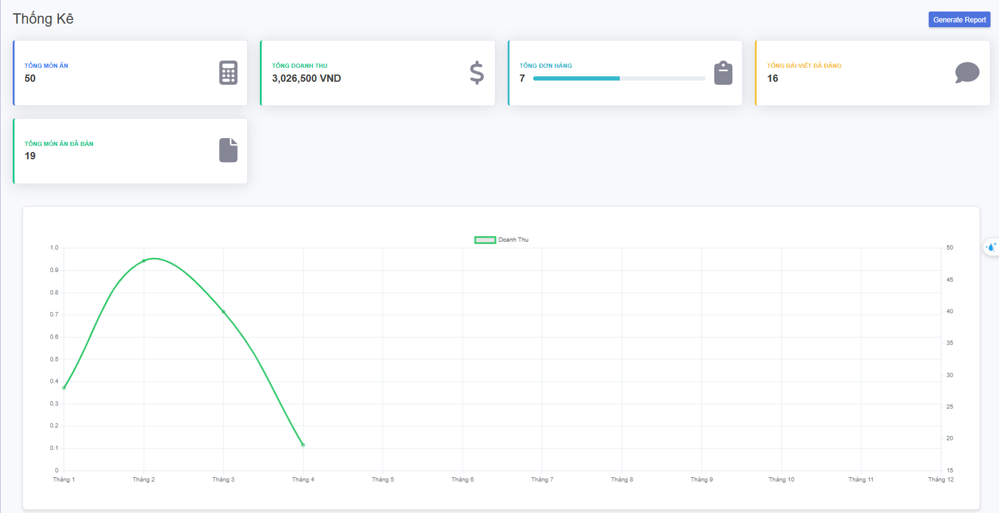 Thống Kê
Generate Report
TỔNG MÓN ĂN
50
TỔNG DOANH THU
3,026,500 VND
TỔNG ĐƠN HÀNG
7
TỔNG BÀI VIẾT ĐÃ ĐĂNG
16
TỔNG MÓN ĂN ĐÃ BÁN
19
Doanh Thu
1.0
0.9
0.8
0.7
0.6
0.5
0.4
0.3
0.2
0.1
0
50
45
40
35
30
25
20
15
Tháng 1
Tháng 2
Tháng 3
Tháng 4
Tháng 5
Tháng 6
Tháng 7
Tháng 8
Tháng 9
Tháng 10
Tháng 11
Tháng 12